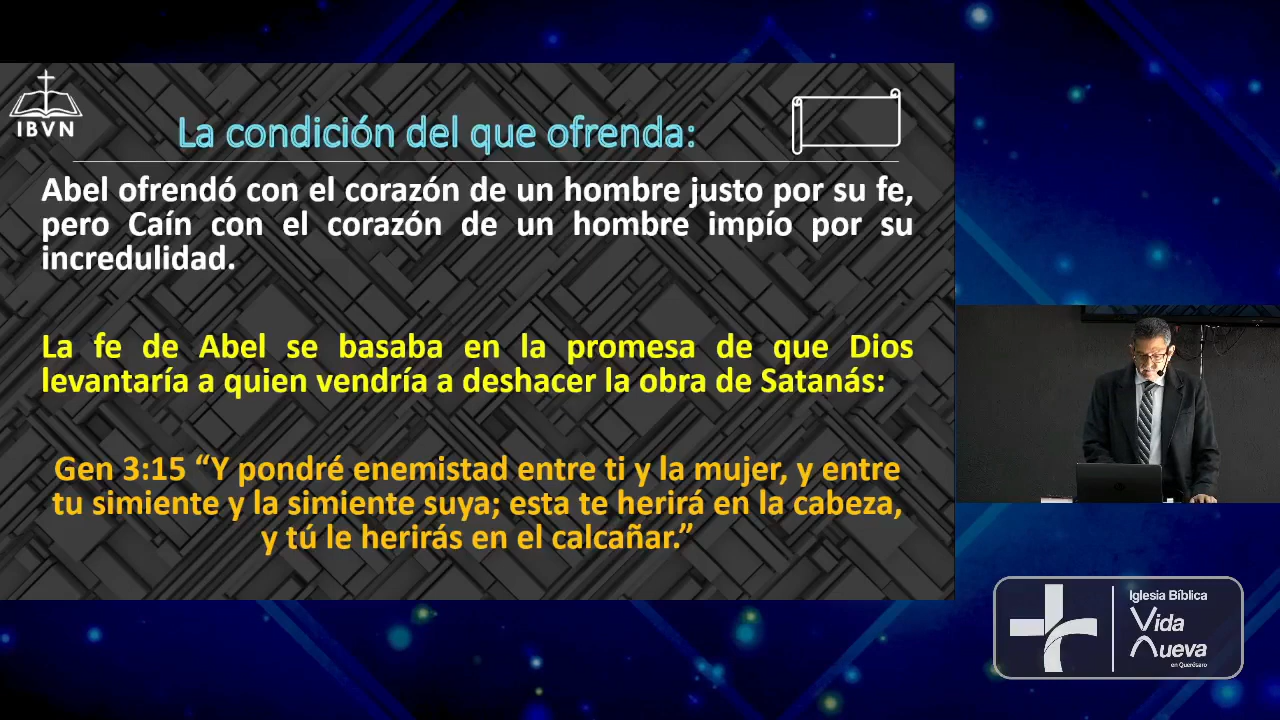 IBVN
La condición del que ofrenda:
Abel ofrendó con el corazón de un hombre justo por su fe,
pero Caín con el corazón de un hombre impío por su
incredulidad.
La fe de Abel se basaba en la promesa de que Dios
levantaría a quien vendría a deshacer la obra de Satanás:
Gen 3:15 “Y pondré enemistad entre ti y la mujer, y entre
tu simiente y la simiente suya; esta te herirá en la cabeza,
y tú le herirás en el calcañar.”
Iglesia Bíblica
Vida
Nueva
en Querétaro